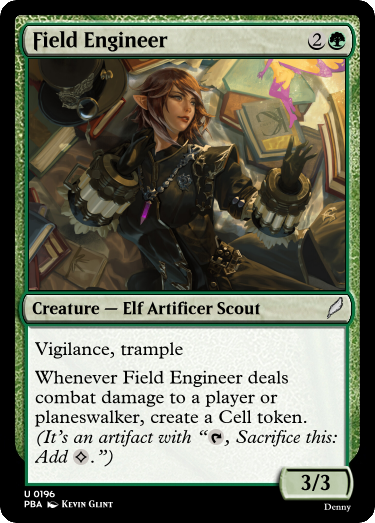 Field Engineer 2
Creature — Elf Artificer Scout
Vigilance, trample
Whenever Field Engineer deals
combat damage to a player or
planeswalker, create a Cell token.
(It's an artifact with “, Sacrifice this:
Add .”)
3/3
U 0196
PBA Kevin Glint
Denny